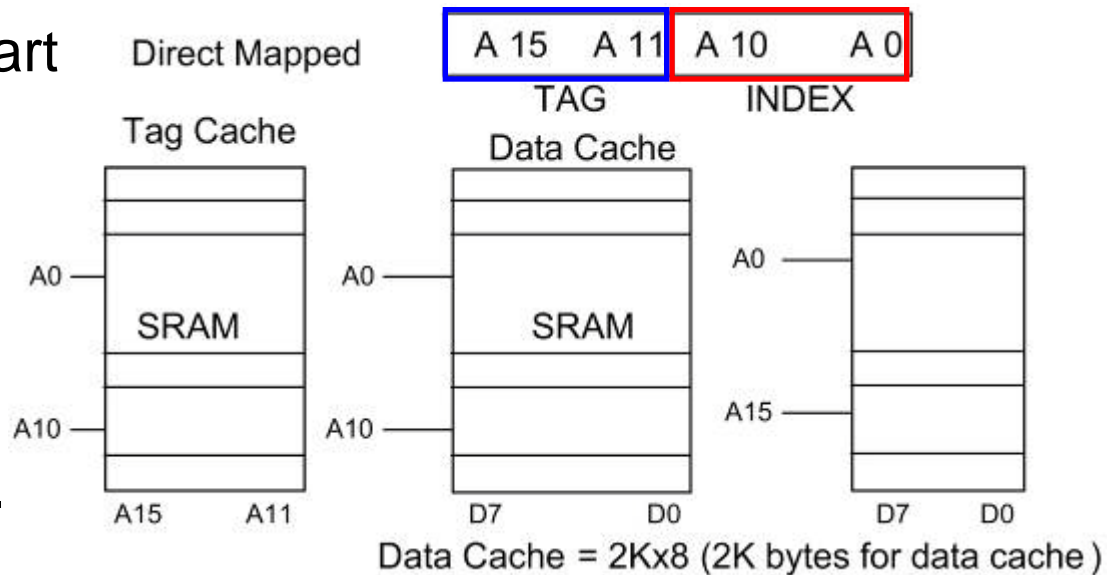 art
Direct Mapped
A 15 A 11 A 10 A 0
TAG INDEX
Tag Cache
Data Cache
A0
SRAM
A10
A15 A11
A0
SRAM
A10
D7 D0
A0
A15
D7 D0
Data Cache = 2Kx8 (2K bytes for data cache)